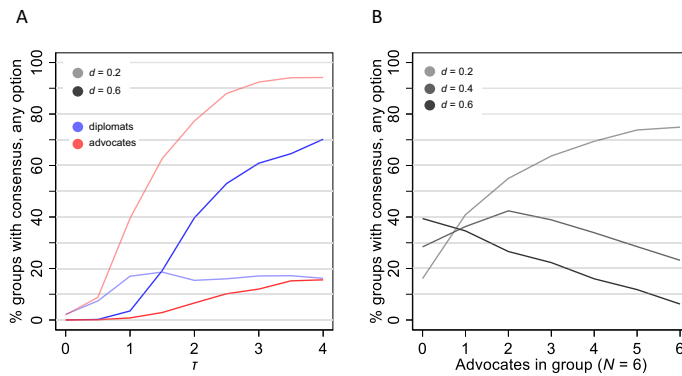 A
% groups with consensus, any option
100
80
60
40
20
0
d = 0.2
d = 0.6
diplomats
advocates
0 1 2 3 4
τ
B
% groups with consensus, any option
100
80
60
40
20
0
d = 0.2
d = 0.4
d = 0.6
0 1 2 3 4 5 6
Advocates in group (N = 6)